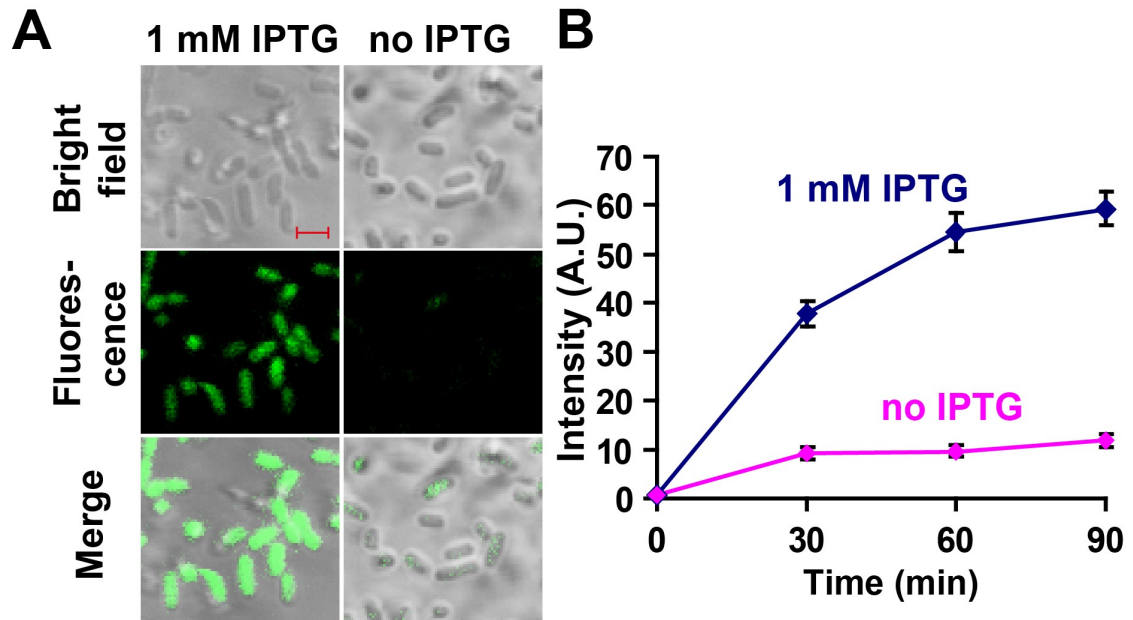 A
1 mM IPTG no IPTG
Bright
field
Fluores-
cence
Merge
B
70
60
50
40
30
20
10
0
Intensity (A.U.)
1 mM IPTG
no IPTG
0 30 60 90
Time (min)